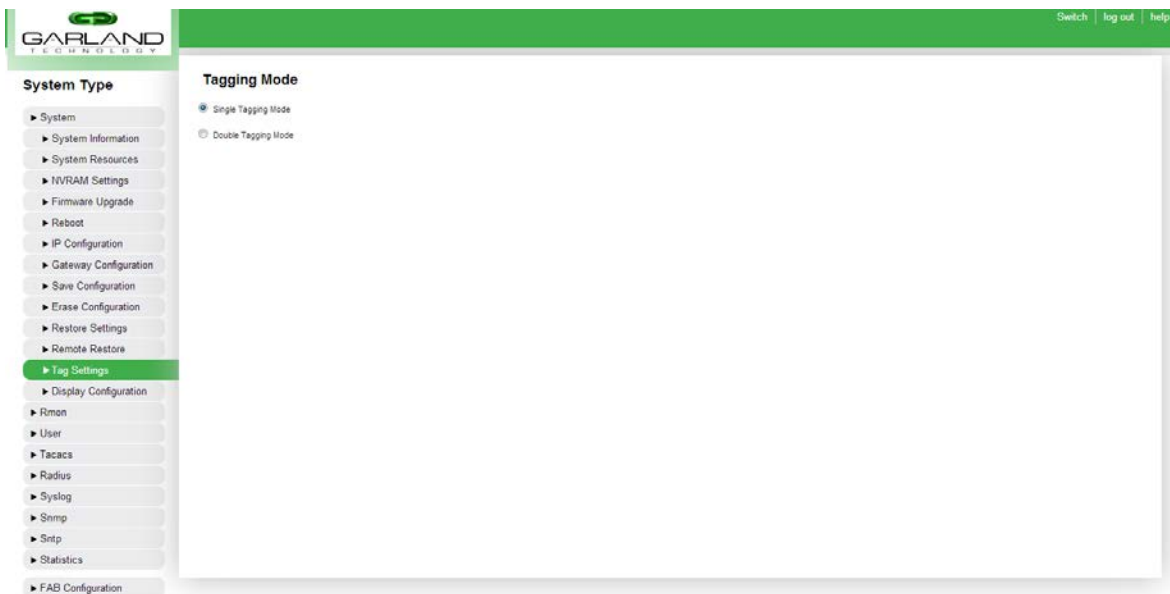 GARLAND
TECHNOLOGY
Switch | log out | help
System Type
► System
► System Information
► System Resources
► NVRAM Settings
► Firmware Upgrade
► Reboot
► IP Configuration
► Gateway Configuration
► Save Configuration
► Erase Configuration
► Restore Settings
► Remote Restore
► Tag Settings
► Display Configuration
► Rmon
► User
► Tacacs
► Radius
► Syslog
► Snmp
► Sntp
► Statistics
► FAB Configuration
Tagging Mode
Single Tagging Mode
Double Tagging Mode